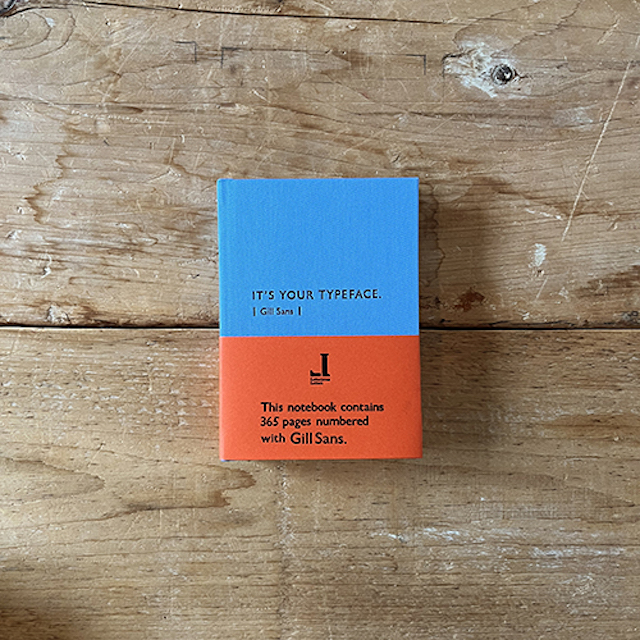 IT'S YOUR TYPEFACE.
| Gill Sans |
This notebook contains
365 pages numbered
with Gill Sans.